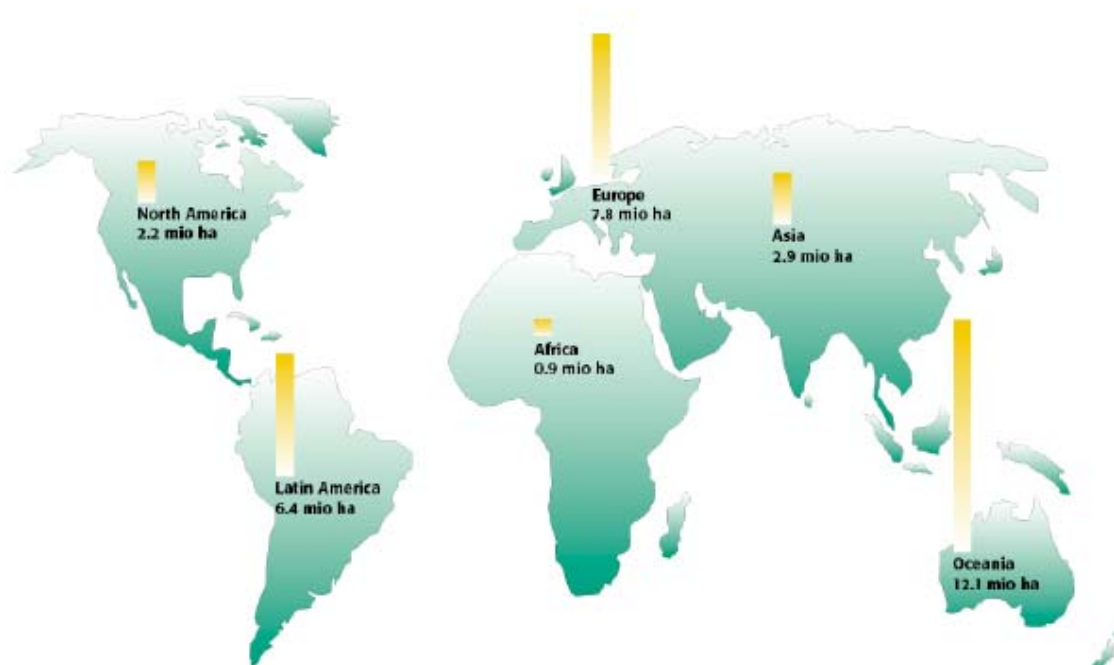 North America
2.2 mio ha
Europe
7.8 mio ha
Asia
2.9 mio ha
Africa
0.9 mio ha
Latin America
6.4 mio ha
Oceania
12.1 mio ha